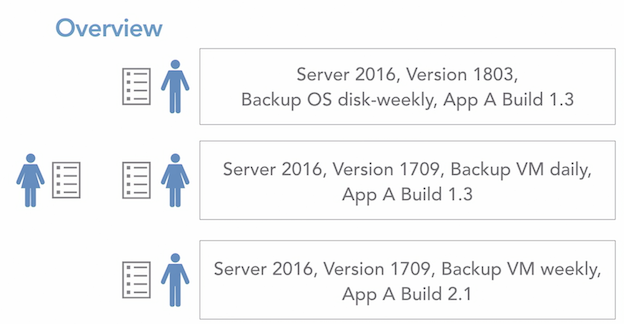 Overview
Server 2016, Version 1803,
Backup OS disk-weekly, App A Build 1.3
Server 2016, Version 1709, Backup VM daily,
App A Build 1.3
Server 2016, Version 1709, Backup VM weekly,
App A Build 2.1